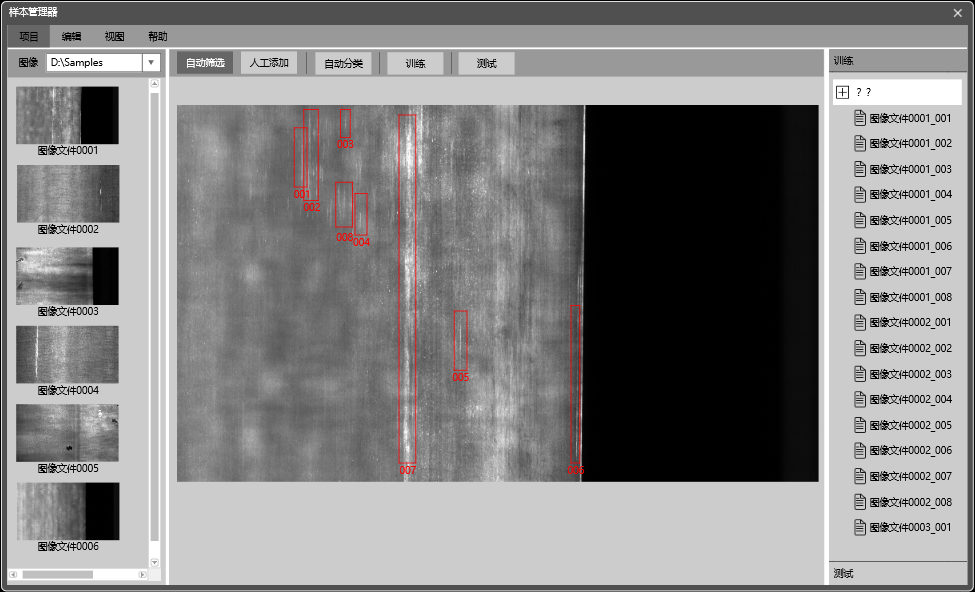 样本管理器
项目 编辑 视图 帮助
图像 D:\Samples
自动筛选 人工添加 自动分类 训练 测试
图像文件0001
图像文件0002
图像文件0003
图像文件0004
图像文件0005
图像文件0006
001
002
003
008
004
005
007
训练
? ?
图像文件0001_001
图像文件0001_002
图像文件0001_003
图像文件0001_004
图像文件0001_005
图像文件0001_006
图像文件0001_007
图像文件0001_008
图像文件0002_001
图像文件0002_002
图像文件0002_003
图像文件0002_004
图像文件0002_005
图像文件0002_006
图像文件0002_007
图像文件0002_008
图像文件0003_001
测试